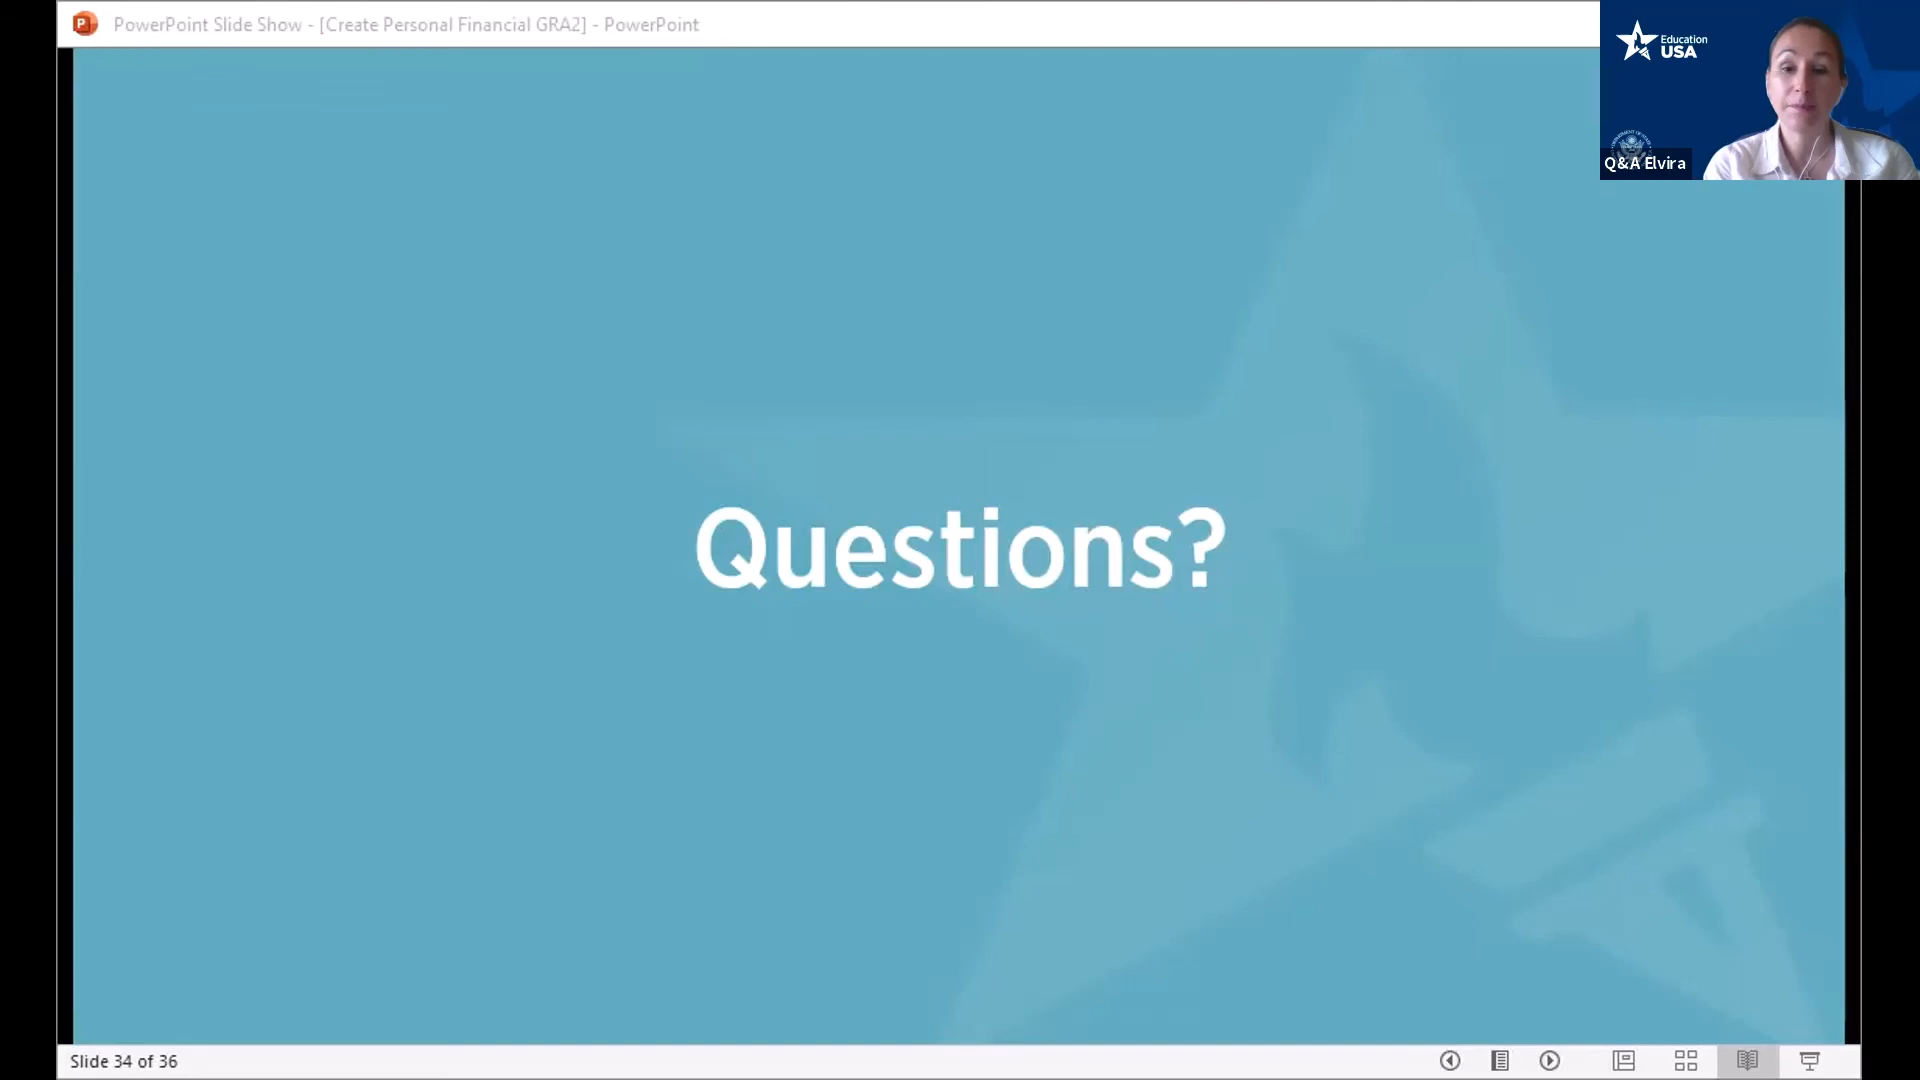 PowerPoint Slide Show - [Create Personal Financial GRA2] - PowerPoint
Education
USA
Q&A Elvira
Questions?
Slide 34 of 36